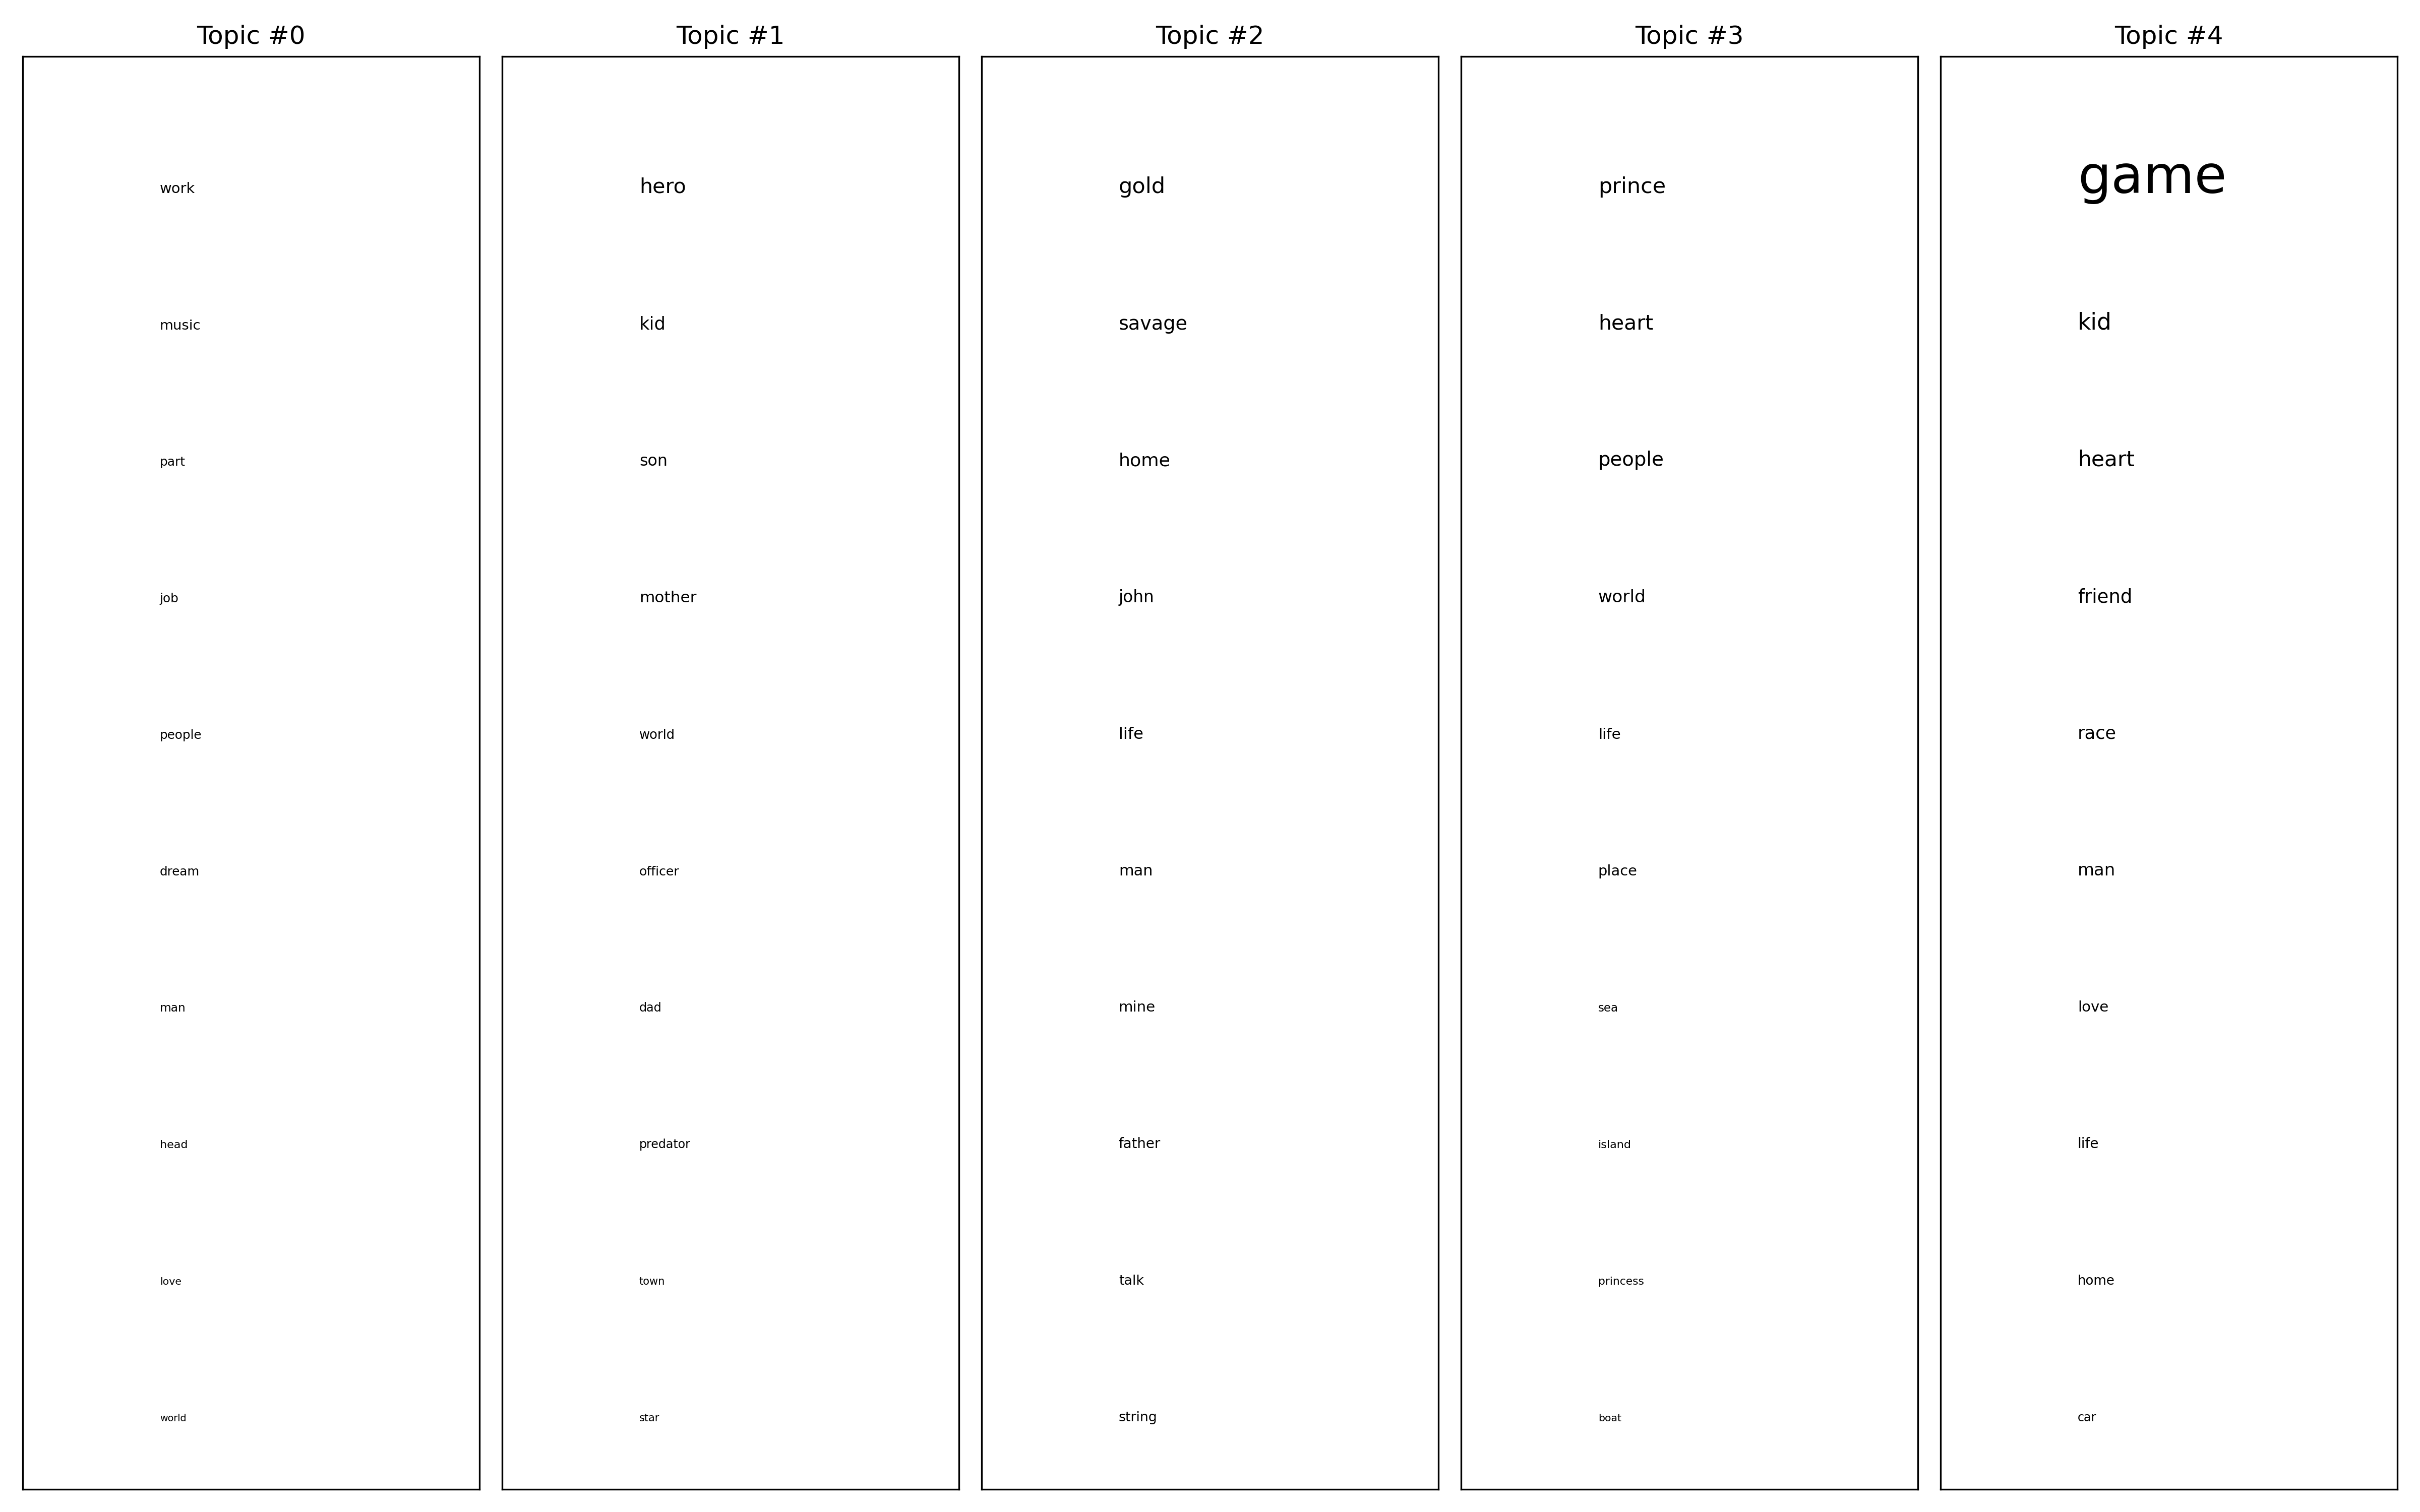 Topic #0
work
music
part
job
people
dream
man
head
love
world
Topic #1
hero
kid
son
mother
world
officer
dad
predator
town
star
Topic #2
gold
savage
home
john
life
man
mine
father
talk
string
Topic #3
prince
heart
people
world
life
place
sea
island
princess
boat
Topic #4
game
kid
heart
friend
race
man
love
life
home
car